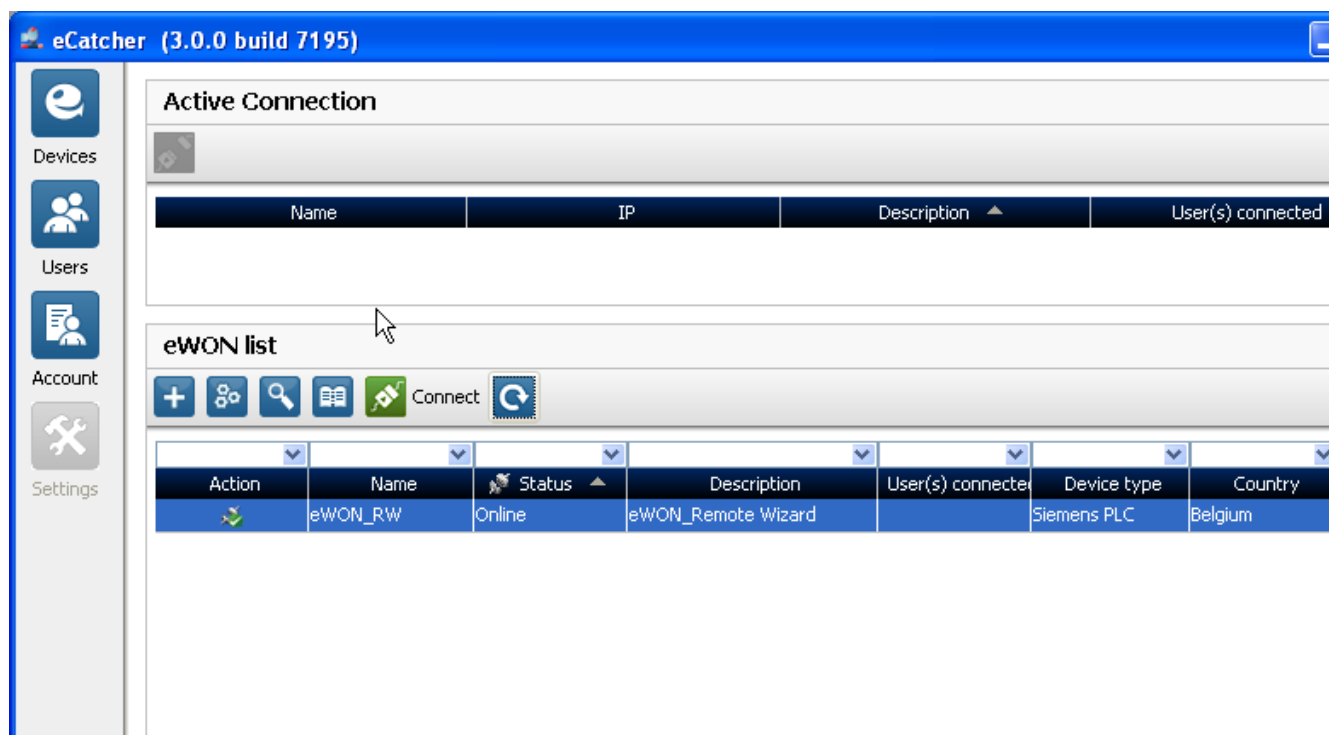 eCatcher (3.0.0 build 7195)
Devices
Users
Account
Settings
Active Connection
Name IP Description User(s) connected
eWON list
Connect
Action Name Status Description User(s) connected Device type Country
eWON_RW Online eWON_Remote Wizard Siemens PLC Belgium